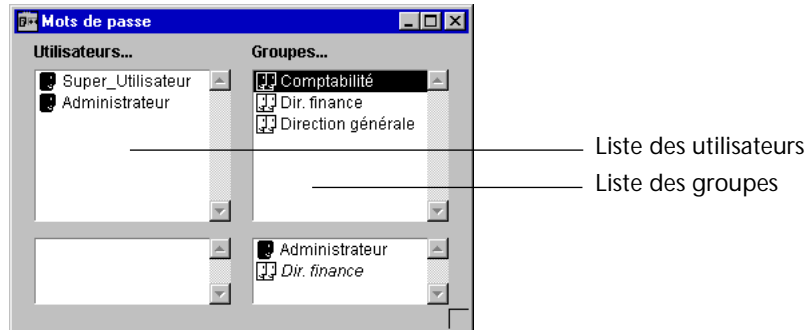 Mots de passe
Utilisateurs...
Groupes...
Super_Utilisateur
Administrateur
Comptabilité
Dir. finance
Direction générale
Administrateur
Dir. finance
Liste des utilisateurs
Liste des groupes